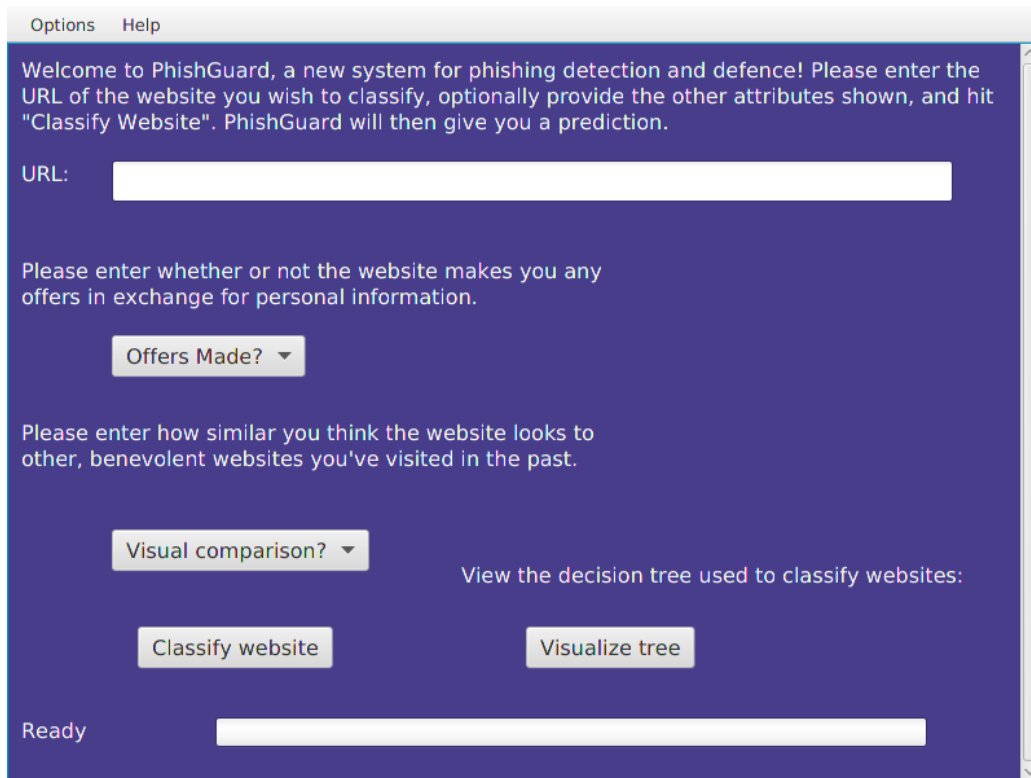 Options Help
Welcome to PhishGuard, a new system for phishing detection and defence! Please enter the
URL of the website you wish to classify, optionally provide the other attributes shown, and hit
"Classify Website". PhishGuard will then give you a prediction.
URL:
Please enter whether or not the website makes you any
offers in exchange for personal information.
Offers Made?
Please enter how similar you think the website looks to
other, benevolent websites you've visited in the past.
Visual comparison?
View the decision tree used to classify websites:
Classify website
Visualize tree
Ready